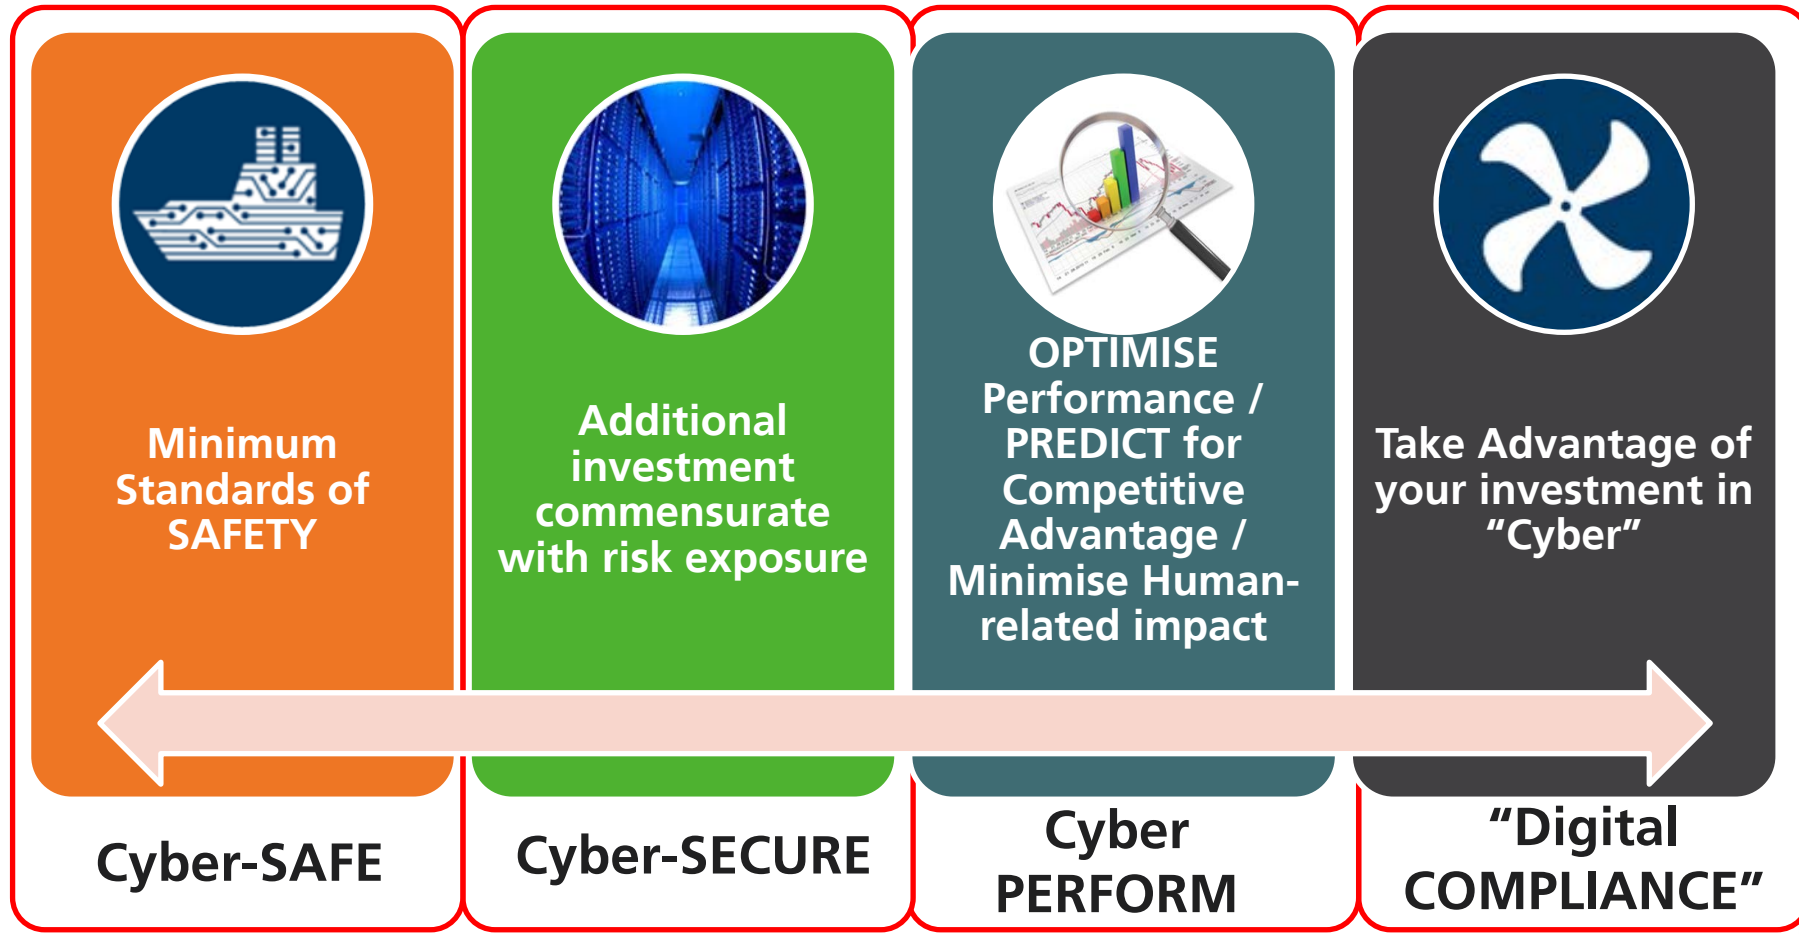 Minimum
Standards of
SAFETY
Additional
investment
commensurate
with risk exposure
OPTIMISE
Performance /
PREDICT for
Competitive
Advantage /
Minimise Human-
related impact
Take Advantage of
your investment in
“Cyber”
Cyber-SAFE
Cyber-SECURE
Cyber
PERFORM
“Digital
COMPLIANCE”